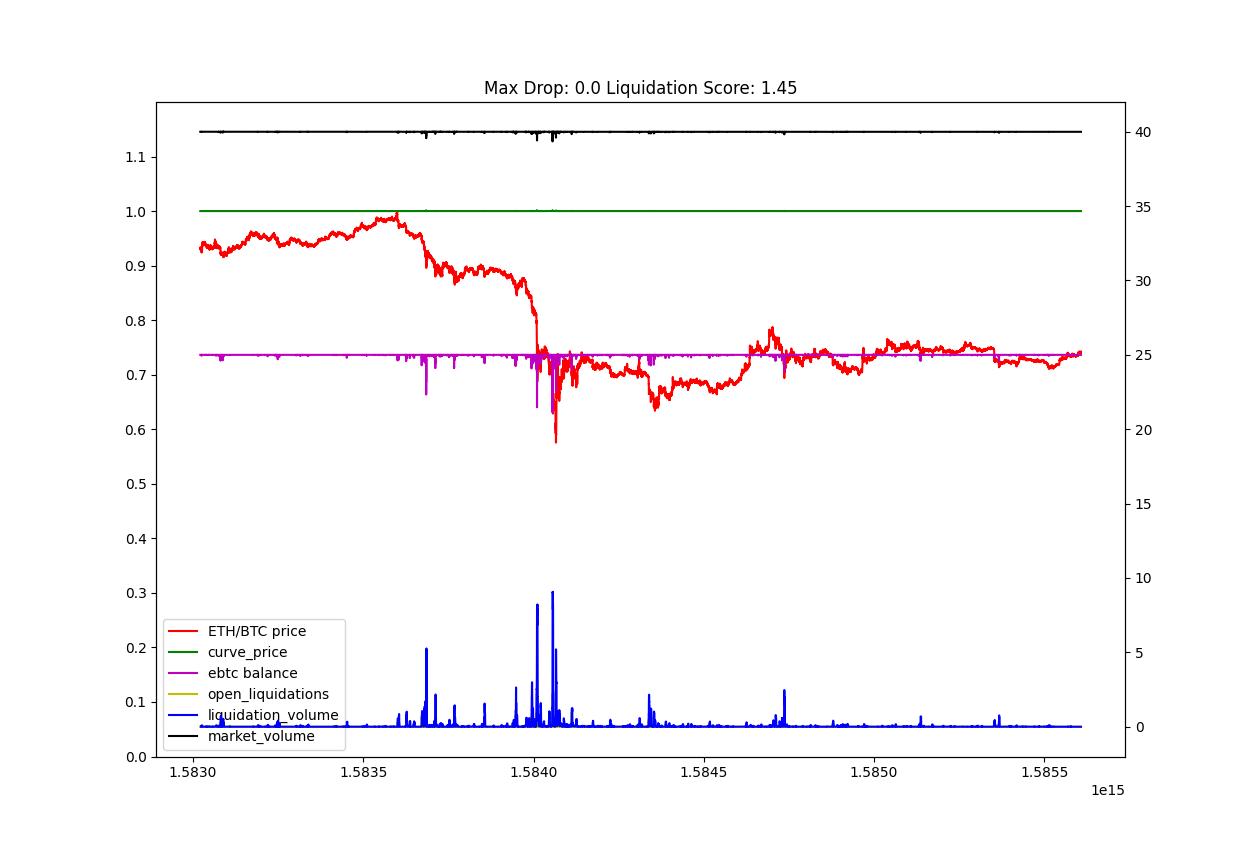 Max Drop: 0.0 Liquidation Score: 1.45
1.1
1.0
0.9
0.8
0.7
0.6
0.5
0.4
0.3
0.2
0.1
0.0
40
35
30
25
20
15
10
5
0
ETH/BTC price
curve_price
ebtc balance
open_liquidations
liquidation_volume
market_volume
1.5830 1.5835 1.5840 1.5845 1.5850 1.5855
1e15